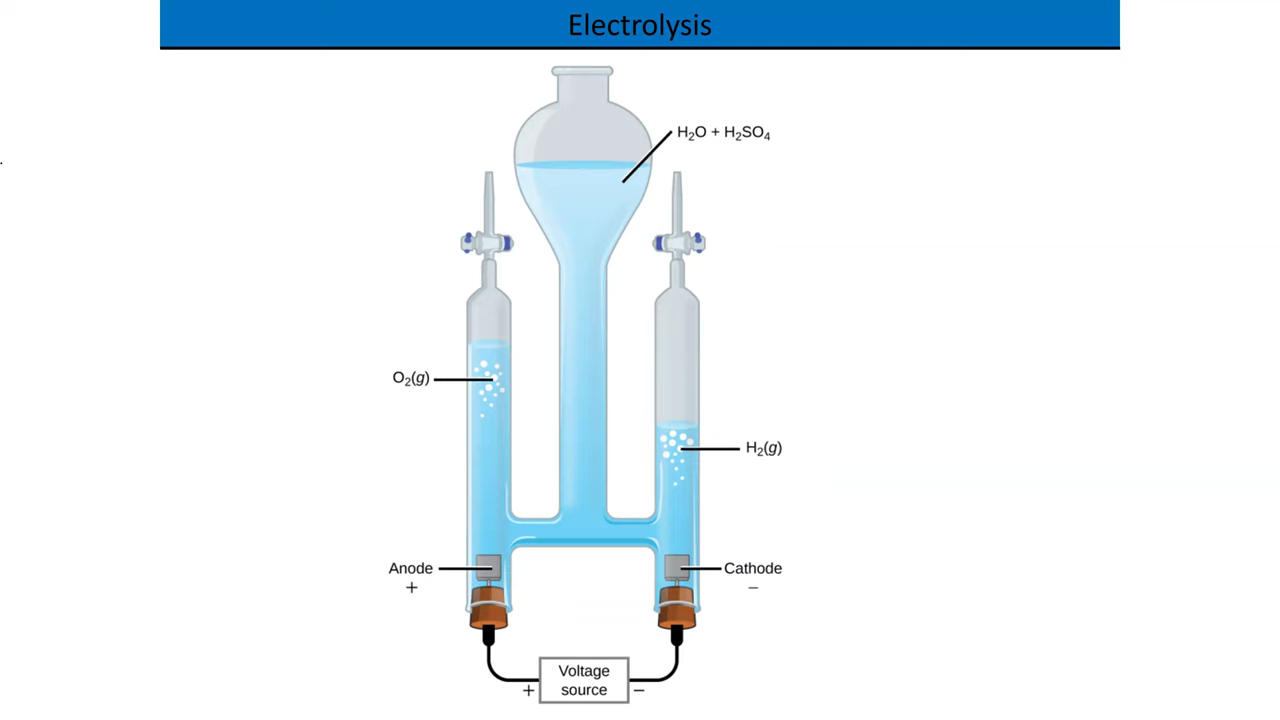 Electrolysis
H₂O + H₂SO₄
O₂(g)
H₂(g)
Anode
+
Cathode
−
Voltage
source
+
−